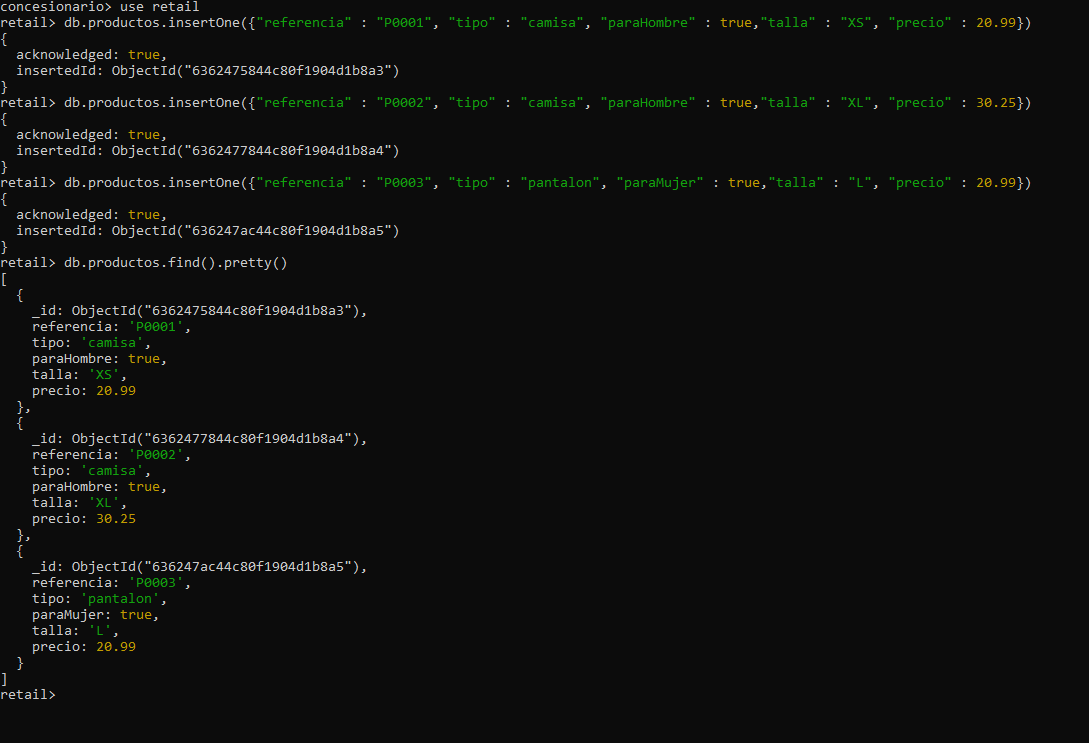 concesionario> use retail
retail> db.productos.insertOne({"referencia" : "P0001", "tipo" : "camisa", "paraHombre" : true,"talla" : "XS", "precio" : 20.99})
{
  acknowledged: true,
  insertedId: ObjectId("6362475844c80f1904d1b8a3")
}
retail> db.productos.insertOne({"referencia" : "P0002", "tipo" : "camisa", "paraHombre" : true,"talla" : "XL", "precio" : 30.25})
{
  acknowledged: true,
  insertedId: ObjectId("6362477844c80f1904d1b8a4")
}
retail> db.productos.insertOne({"referencia" : "P0003", "tipo" : "pantalon", "paraMujer" : true,"talla" : "L", "precio" : 20.99})
{
  acknowledged: true,
  insertedId: ObjectId("636247ac44c80f1904d1b8a5")
}
retail> db.productos.find().pretty()
[
  {
    _id: ObjectId("6362475844c80f1904d1b8a3"),
    referencia: 'P0001',
    tipo: 'camisa',
    paraHombre: true,
    talla: 'XS',
    precio: 20.99
  },
  {
    _id: ObjectId("6362477844c80f1904d1b8a4"),
    referencia: 'P0002',
    tipo: 'camisa',
    paraHombre: true,
    talla: 'XL',
    precio: 30.25
  },
  {
    _id: ObjectId("636247ac44c80f1904d1b8a5"),
    referencia: 'P0003',
    tipo: 'pantalon',
    paraMujer: true,
    talla: 'L',
    precio: 20.99
  }
]
retail>